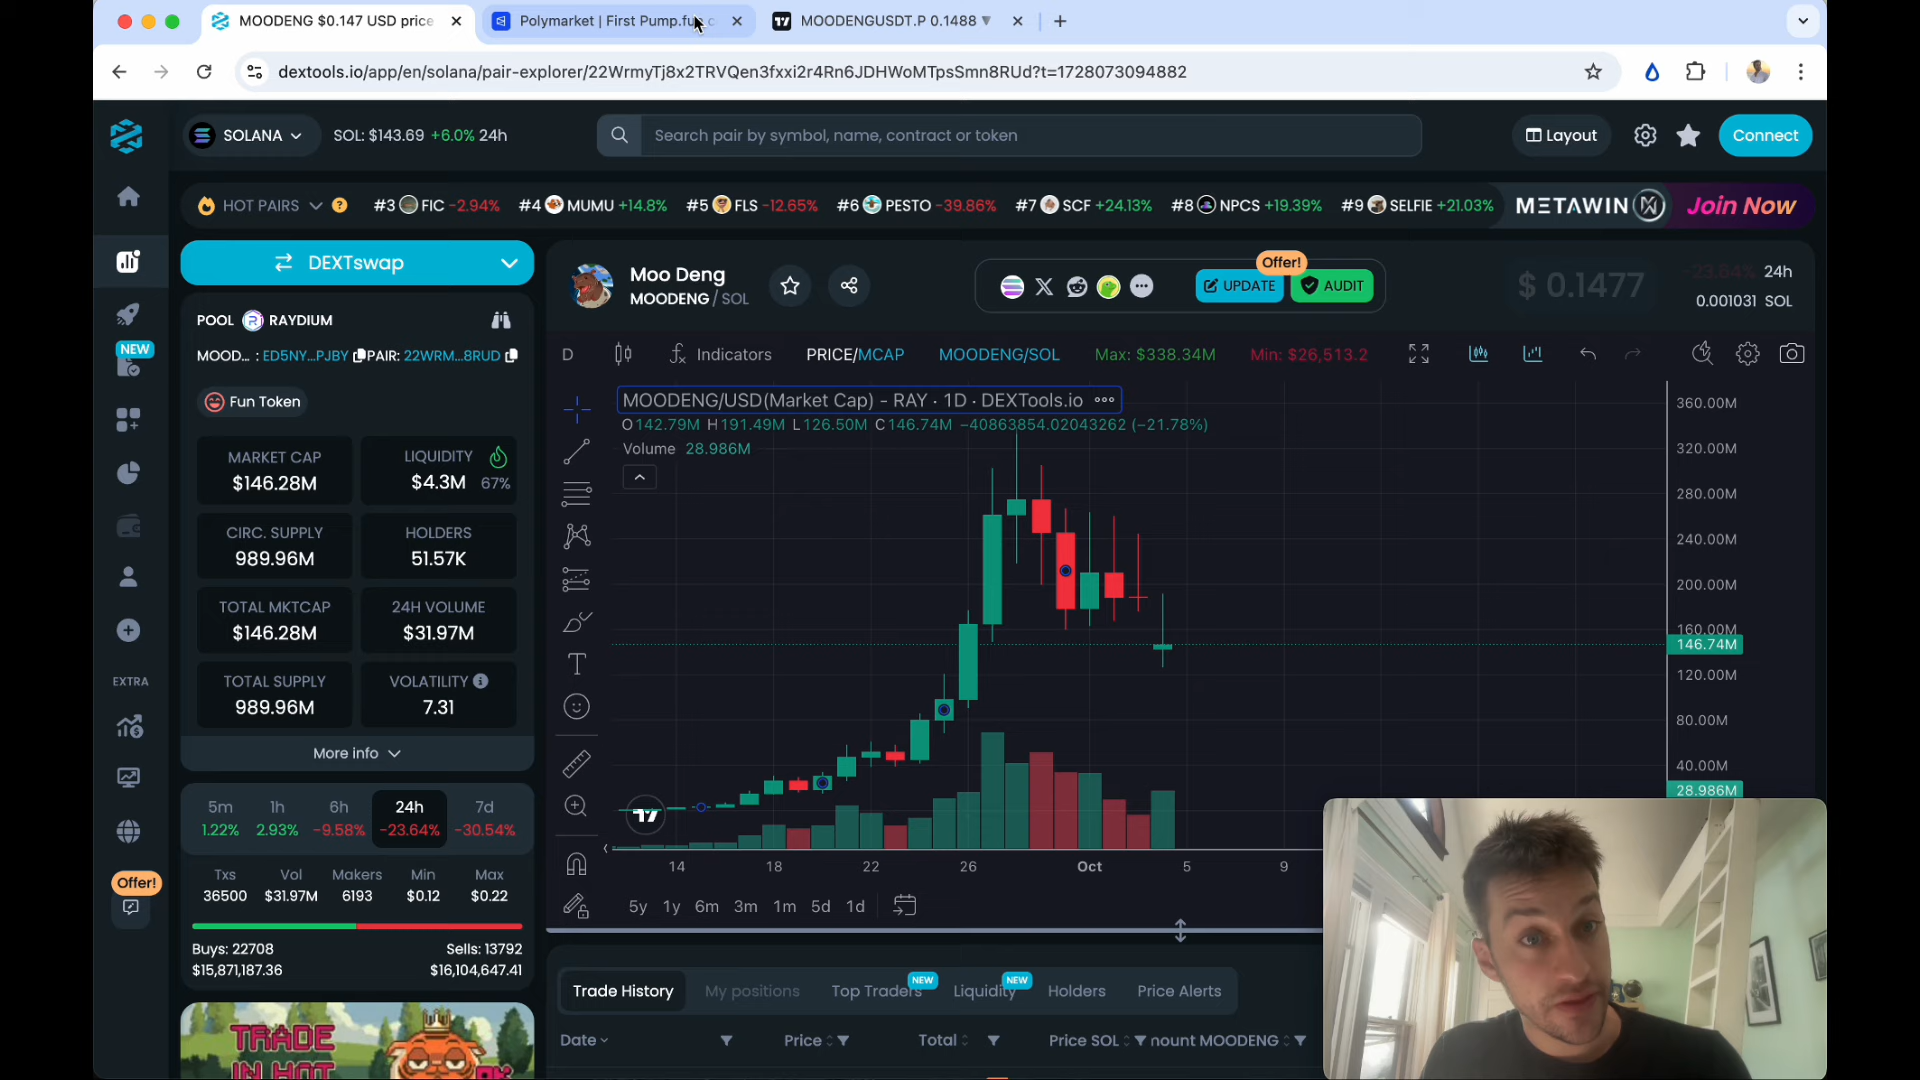 MOODENG $0.147 USD price
Polymarket | First Pump.fu
MOODENGUSDT.P 0.1488 ▼
dextools.io/app/en/solana/pair-explorer/22WrmyTj8x2TRVQen3fxxi2r4Rn6JDHWoMTpsSmn8RUd?t=1728073094882
SOLANA
SOL: $143.69 +6.0% 24h
Search pair by symbol, name, contract or token
Layout
Connect
HOT PAIRS
#3 FIC -2.94% #4 MUMU +14.8% #5 FLS -12.65% #6 PESTO -39.86% #7 SCF +24.13% #8 NPCS +19.39% #9 SELFIE +21.03%
METAWIN
Join Now
DEXTswap
POOL RAYDIUM
MOOD... : ED5NY...PJBY PAIR: 22WRM...8RUD
Fun Token
MARKET CAP
$146.28M
LIQUIDITY
$4.3M 67%
CIRC. SUPPLY
989.96M
HOLDERS
51.57K
TOTAL MKTCAP
$146.28M
24H VOLUME
$31.97M
TOTAL SUPPLY
989.96M
VOLATILITY
7.31
More info
NEW
EXTRA
Offer!
5m 1h 6h 24h 7d
1.22% 2.93% -9.58% -23.64% -30.54%
Txs Vol Makers Min Max
36500 $31.97M 6193 $0.12 $0.22
Buys: 22708 Sells: 13792
$15,871,187.36 $16,104,647.41
TRADE
IN HOT
Moo Deng
MOODENG / SOL
Offer!
UPDATE
AUDIT
$ 0.1477
-23.64% 24h
0.001031 SOL
D
Indicators
PRICE/MCAP
MOODENG/SOL
Max: $338.34M
Min: $26,513.2
MOODENG/USD(Market Cap) - RAY · 1D · DEXTools.io
O142.79M H191.49M L126.50M C146.74M −40863854.02043262 (−21.78%)
Volume 28.986M
360.00M
320.00M
280.00M
240.00M
200.00M
160.00M
146.74M
120.00M
80.00M
40.00M
28.986M
14 18 22 26 Oct 5 9
5y 1y 6m 3m 1m 5d 1d
Trade History
My positions
Top Traders NEW
Liquidity NEW
Holders
Price Alerts
Date
Price
Total
Price SOL
mount MOODENG